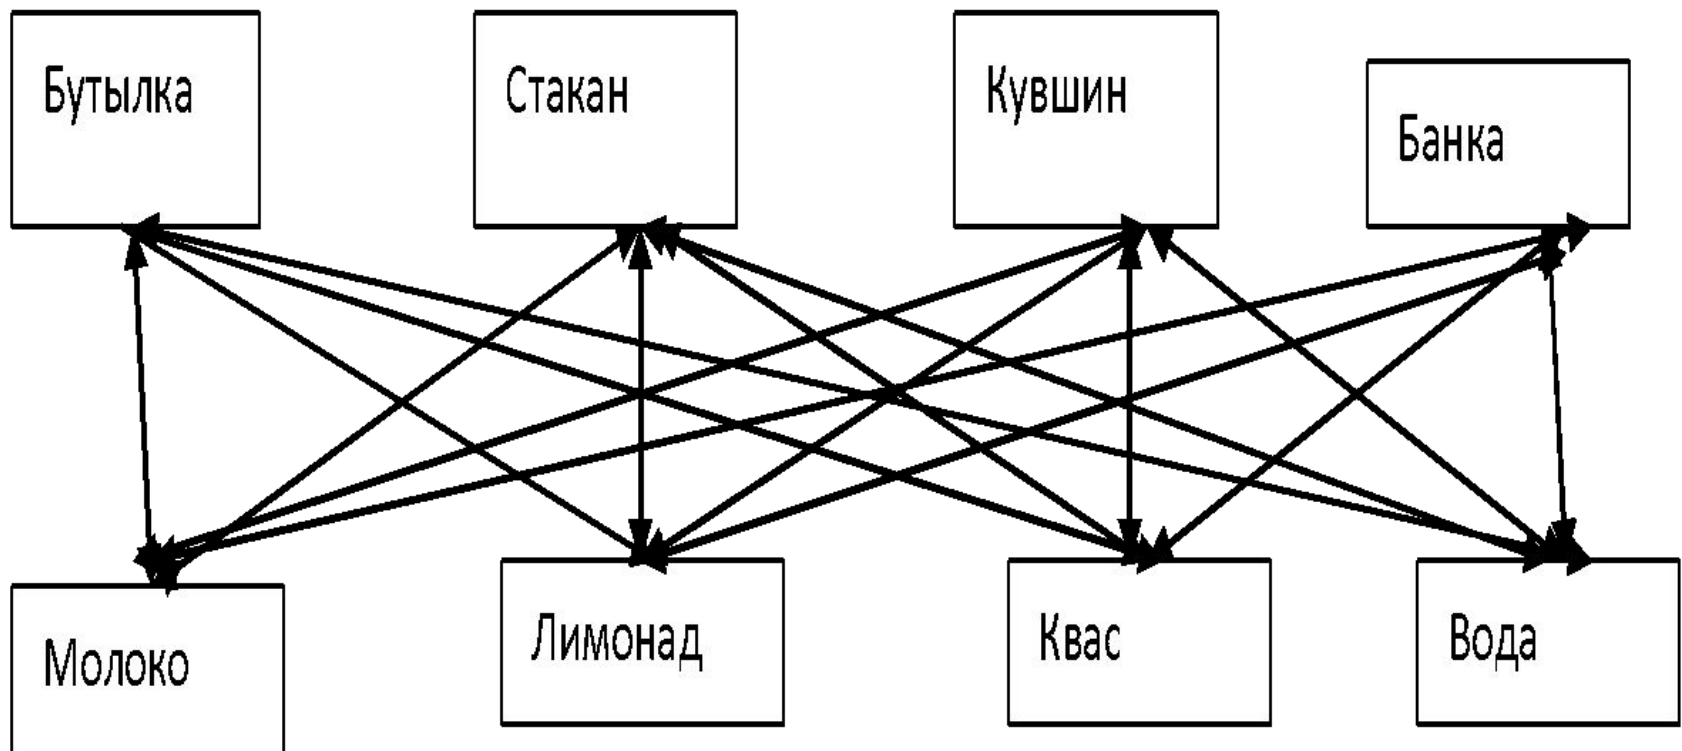 Бутылка
Стакан
Кувшин
Банка
Молоко
Лимонад
Квас
Вода